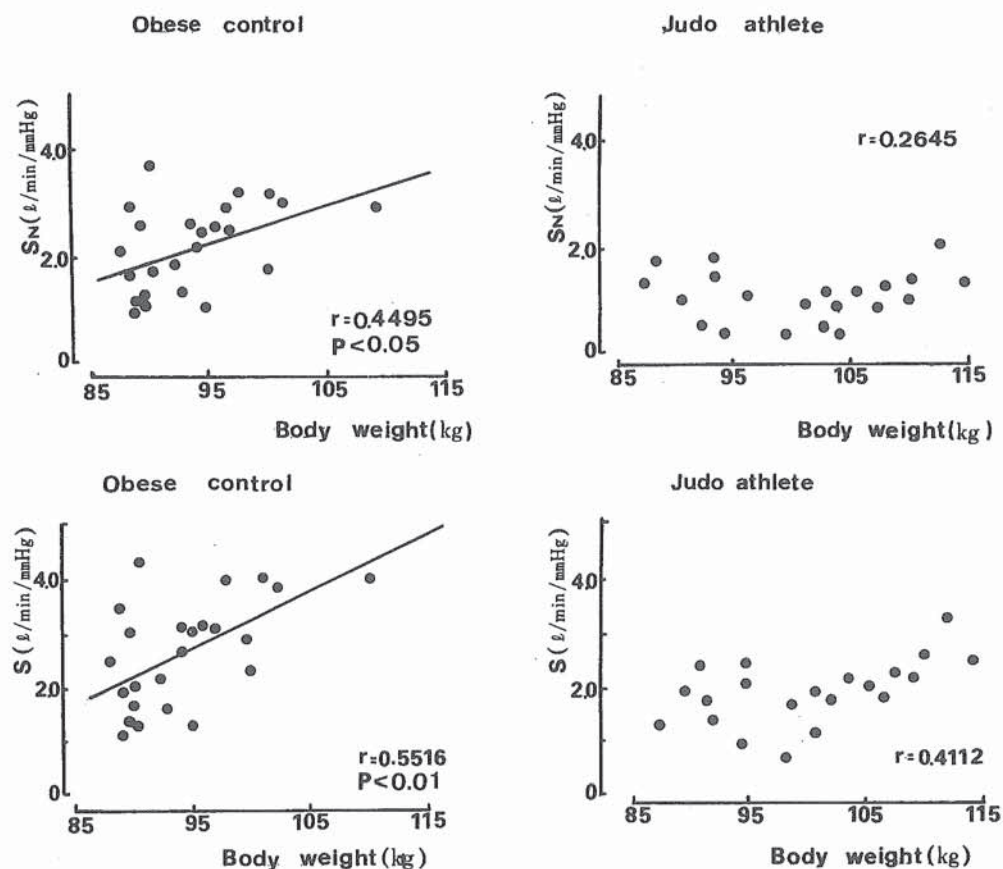 Obese control
SN(ℓ/min/mmHg)
4.0
2.0
0
r=0.4495
P<0.05
85 95 105 115
Body weight(kg)
Judo athlete
SN(ℓ/min/mmHg)
4.0
2.0
0
r=0.2645
85 95 105 115
Body weight(kg)
Obese control
S(ℓ/min/mmHg)
4.0
2.0
0
r=0.5516
P<0.01
85 95 105 115
Body weight(kg)
Judo athlete
S(ℓ/min/mmHg)
4.0
2.0
0
r=0.4112
85 95 105 115
Body weight(kg)